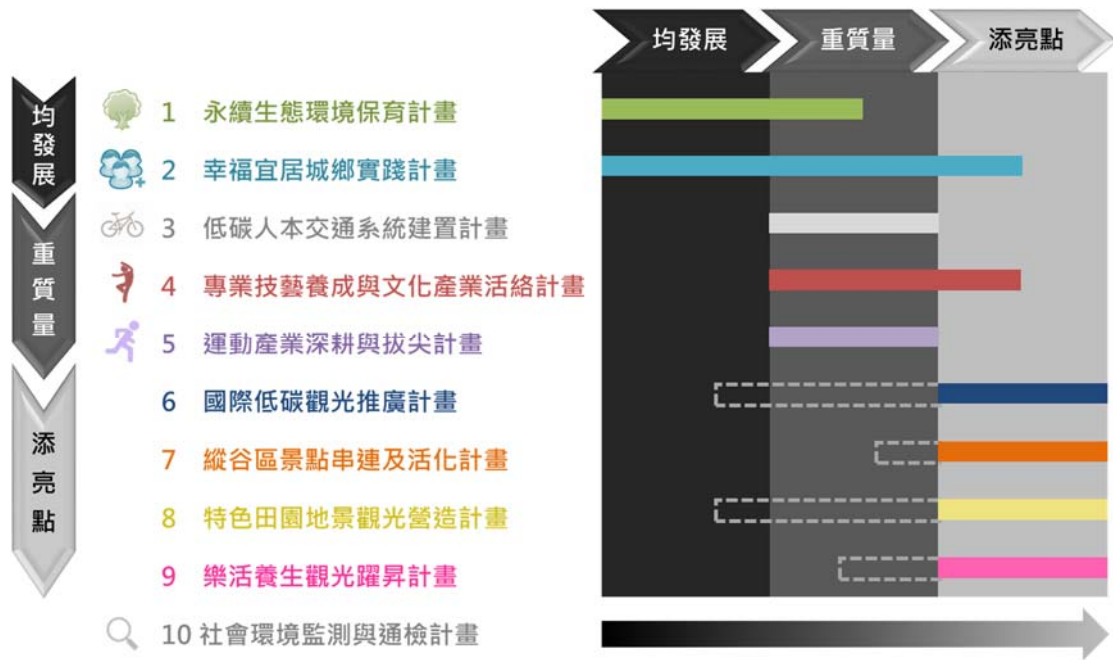 均發展 重質量 添亮點
均發展
重質量
添亮點
1 永續生態環境保育計畫
2 幸福宜居城鄉實踐計畫
3 低碳人本交通系統建置計畫
4 專業技藝養成與文化產業活絡計畫
5 運動產業深耕與拔尖計畫
6 國際低碳觀光推廣計畫
7 縱谷區景點串連及活化計畫
8 特色田園地景觀光營造計畫
9 樂活養生觀光躍昇計畫
10 社會環境監測與通檢計畫